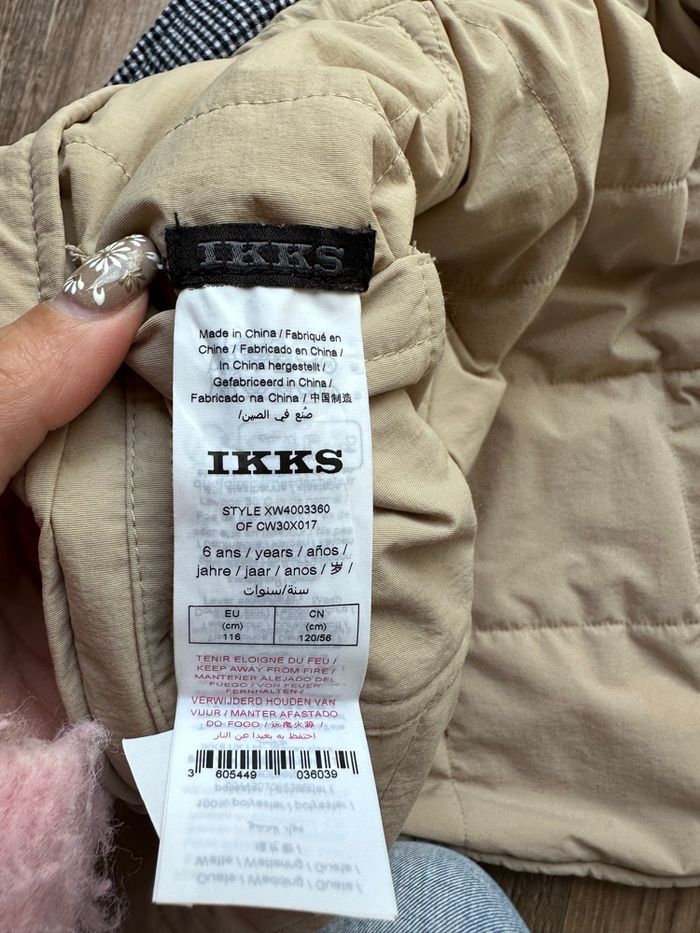 IKKS
Made in China / Fabriqué en
Chine / Fabricado en China /
in China hergestellt /
Gefabriceerd in China /
Fabricado na China / 中国制造
/صُنع في الصين
IKKS
STYLE XW4003360
OF CW30X017
6 ans / years / años /
jahre / jaar / anos / 岁 /
سنة/سنوات
EU CN
(cm) (cm)
116 120/56
TENIR ELOIGNE DU FEU /
KEEP AWAY FROM FIRE /
MANTENER ALEJADO DEL
FUEGO / VON FEUER
FERNHALTEN /
VERWIJDERD HOUDEN VAN
VUUR / MANTER AFASTADO
DO FOGO / 远离火源 /
احتفظ به بعيدا عن النار
3 605449 036039